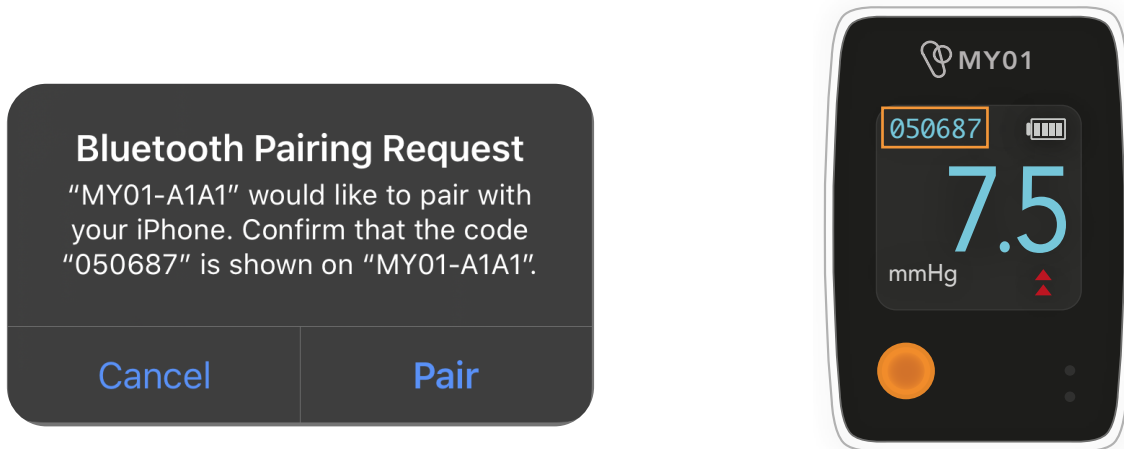 Bluetooth Pairing Request
“MY01-A1A1” would like to pair with
your iPhone. Confirm that the code
“050687” is shown on “MY01-A1A1”.
Cancel
Pair
MY01
050687
7.5
mmHg